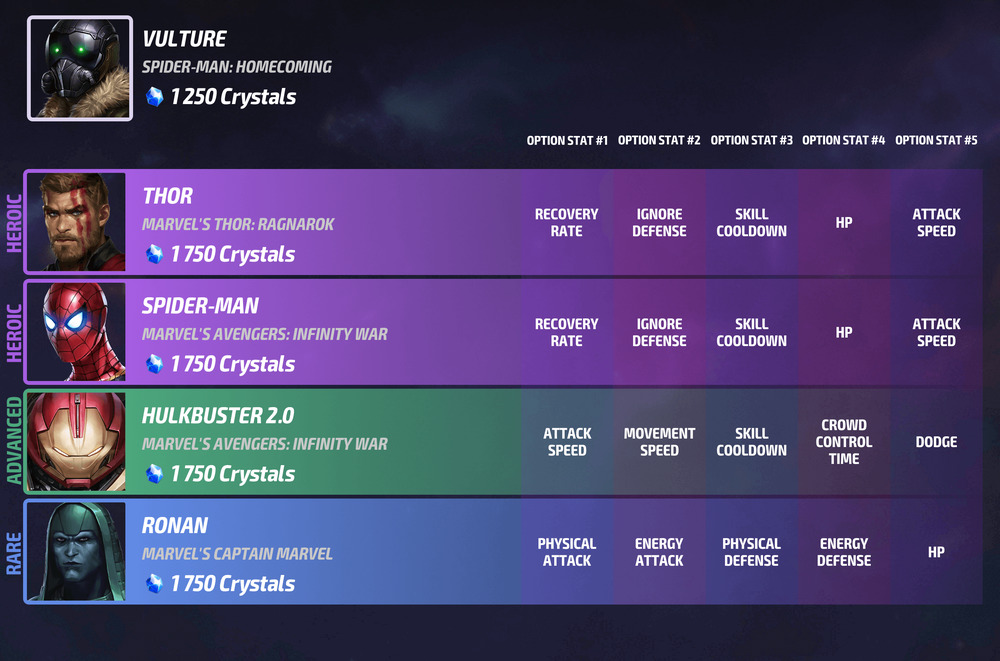 VULTURE
SPIDER-MAN: HOMECOMING
1 250 Crystals
OPTION STAT #1 OPTION STAT #2 OPTION STAT #3 OPTION STAT #4 OPTION STAT #5
HEROIC
THOR
MARVEL'S THOR: RAGNAROK
1 750 Crystals
RECOVERY
RATE
IGNORE
DEFENSE
SKILL
COOLDOWN
HP
ATTACK
SPEED
HEROIC
SPIDER-MAN
MARVEL'S AVENGERS: INFINITY WAR
1 750 Crystals
RECOVERY
RATE
IGNORE
DEFENSE
SKILL
COOLDOWN
HP
ATTACK
SPEED
ADVANCED
HULKBUSTER 2.0
MARVEL'S AVENGERS: INFINITY WAR
1 750 Crystals
ATTACK
SPEED
MOVEMENT
SPEED
SKILL
COOLDOWN
CROWD
CONTROL
TIME
DODGE
RARE
RONAN
MARVEL'S CAPTAIN MARVEL
1 750 Crystals
PHYSICAL
ATTACK
ENERGY
ATTACK
PHYSICAL
DEFENSE
ENERGY
DEFENSE
HP